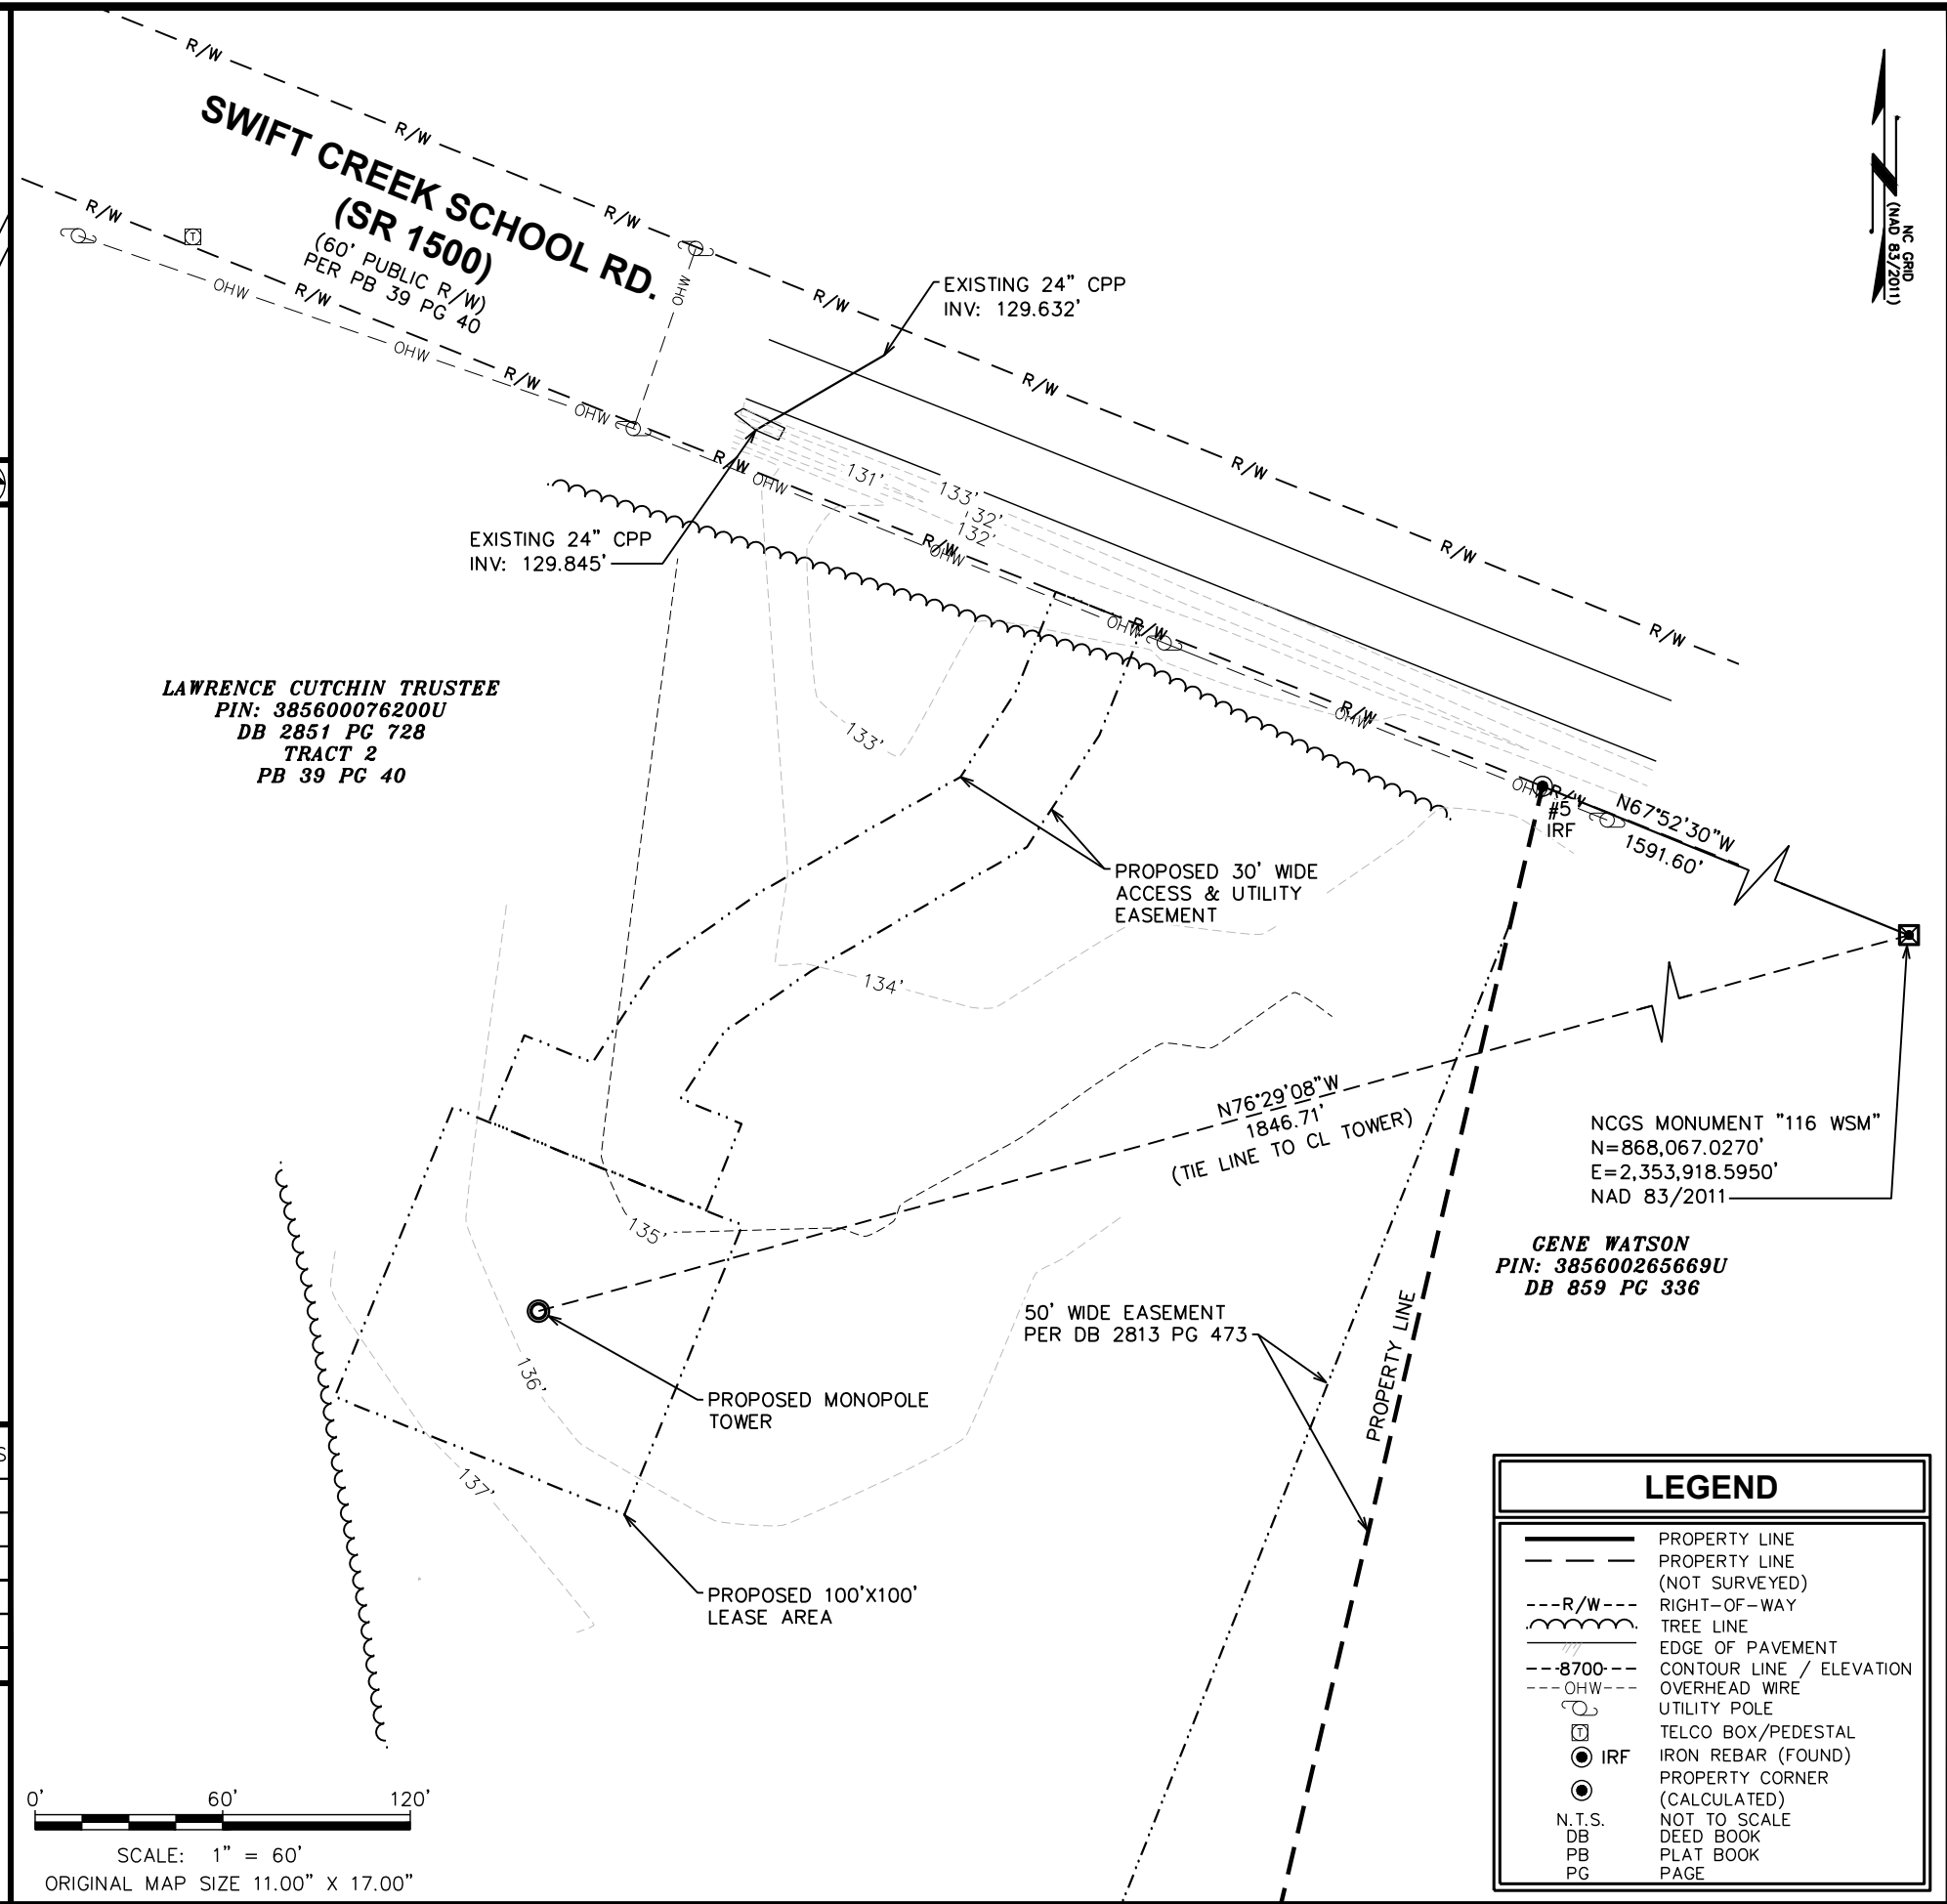 R/W
R/W
R/W
R/W
R/W
R/W
R/W
R/W
SWIFT CREEK SCHOOL RD.
(SR 1500)
(60' PUBLIC R/W)
PER PB 39 PG 40
NC GRID
(NAD 83/2011)
R/W
R/W
R/W
R/W
R/W
R/W
R/W
R/W
T
OHW
OHW
OHW
OHW
OHW
OHW
OHW
OHW
EXISTING 24" CPP
INV: 129.632'
EXISTING 24" CPP
INV: 129.845'
131'
133'
132'
132'
LAWRENCE CUTCHIN TRUSTEE
PIN: 385600076200U
DB 2851 PG 728
TRACT 2
PB 39 PG 40
133'
#5
IRF
N67°52'30"W
1591.60'
PROPOSED 30' WIDE
ACCESS & UTILITY
EASEMENT
134'
N76°29'08"W
1846.71'
(TIE LINE TO CL TOWER)
NCGS MONUMENT "116 WSM"
N=868,067.0270'
E=2,353,918.5950'
NAD 83/2011
135'
GENE WATSON
PIN: 385600265669U
DB 859 PG 336
50' WIDE EASEMENT
PER DB 2813 PG 473
PROPERTY LINE
136'
PROPOSED MONOPOLE
TOWER
137'
PROPOSED 100'X100'
LEASE AREA
LEGEND
PROPERTY LINE
PROPERTY LINE
(NOT SURVEYED)
R/W RIGHT-OF-WAY
TREE LINE
EDGE OF PAVEMENT
8700 CONTOUR LINE / ELEVATION
OHW OVERHEAD WIRE
UTILITY POLE
T TELCO BOX/PEDESTAL
IRF IRON REBAR (FOUND)
PROPERTY CORNER
(CALCULATED)
N.T.S. NOT TO SCALE
DB DEED BOOK
PB PLAT BOOK
PG PAGE
0' 60' 120'
SCALE: 1" = 60'
ORIGINAL MAP SIZE 11.00" X 17.00"